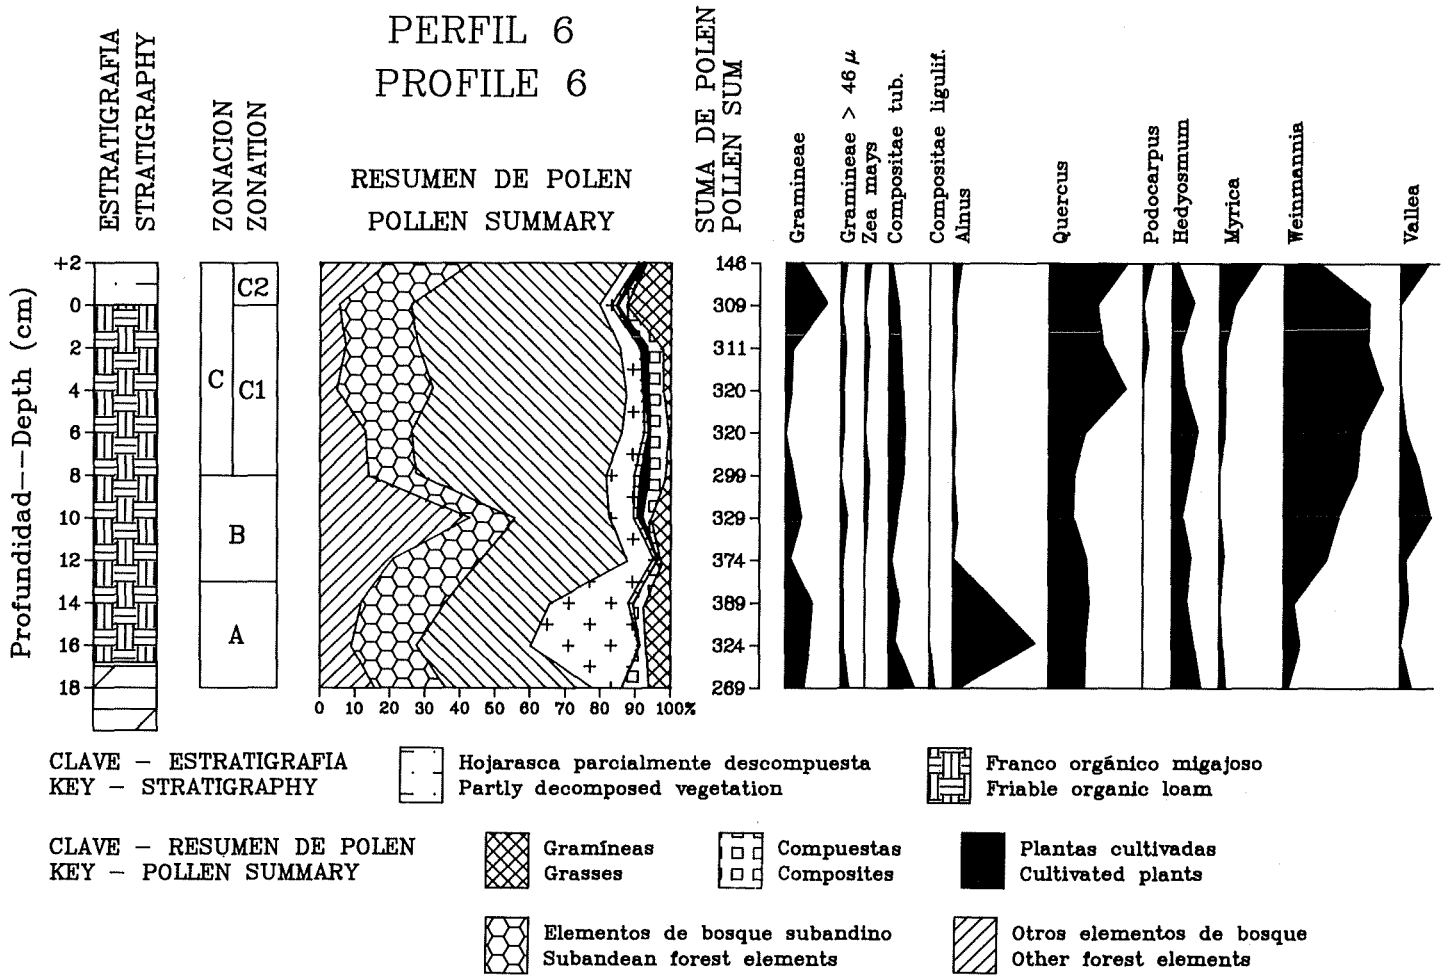 PERFIL 6
PROFILE 6
ESTRATIGRAFIA
STRATIGRAPHY
ZONACION
ZONATION
RESUMEN DE POLEN
POLLEN SUMMARY
SUMA DE POLEN
POLLEN SUM
Gramineae
Gramineae > 46 μ
Zea mays
Compositae tub.
Compositae ligulif.
Alnus
Quercus
Podocarpus
Hedyosmum
Myrica
Weinmannia
Vallea
Profundidad--Depth (cm)
+2
0
2
4
6
8
10
12
14
16
18
C2
C
C1
B
A
0 10 20 30 40 50 60 70 80 90 100%
146
309
311
320
320
299
329
374
389
324
269
CLAVE - ESTRATIGRAFIA
KEY - STRATIGRAPHY
Hojarasca parcialmente descompuesta
Partly decomposed vegetation
Franco orgánico migajoso
Friable organic loam
CLAVE - RESUMEN DE POLEN
KEY - POLLEN SUMMARY
Gramíneas
Grasses
Compuestas
Composites
Plantas cultivadas
Cultivated plants
Elementos de bosque subandino
Subandean forest elements
Otros elementos de bosque
Other forest elements